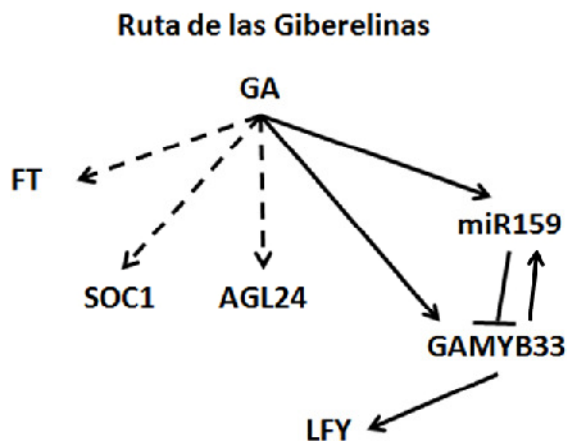 Ruta de las Giberelinas
GA
FT
miR159
SOC1
AGL24
GAMYB33
LFY